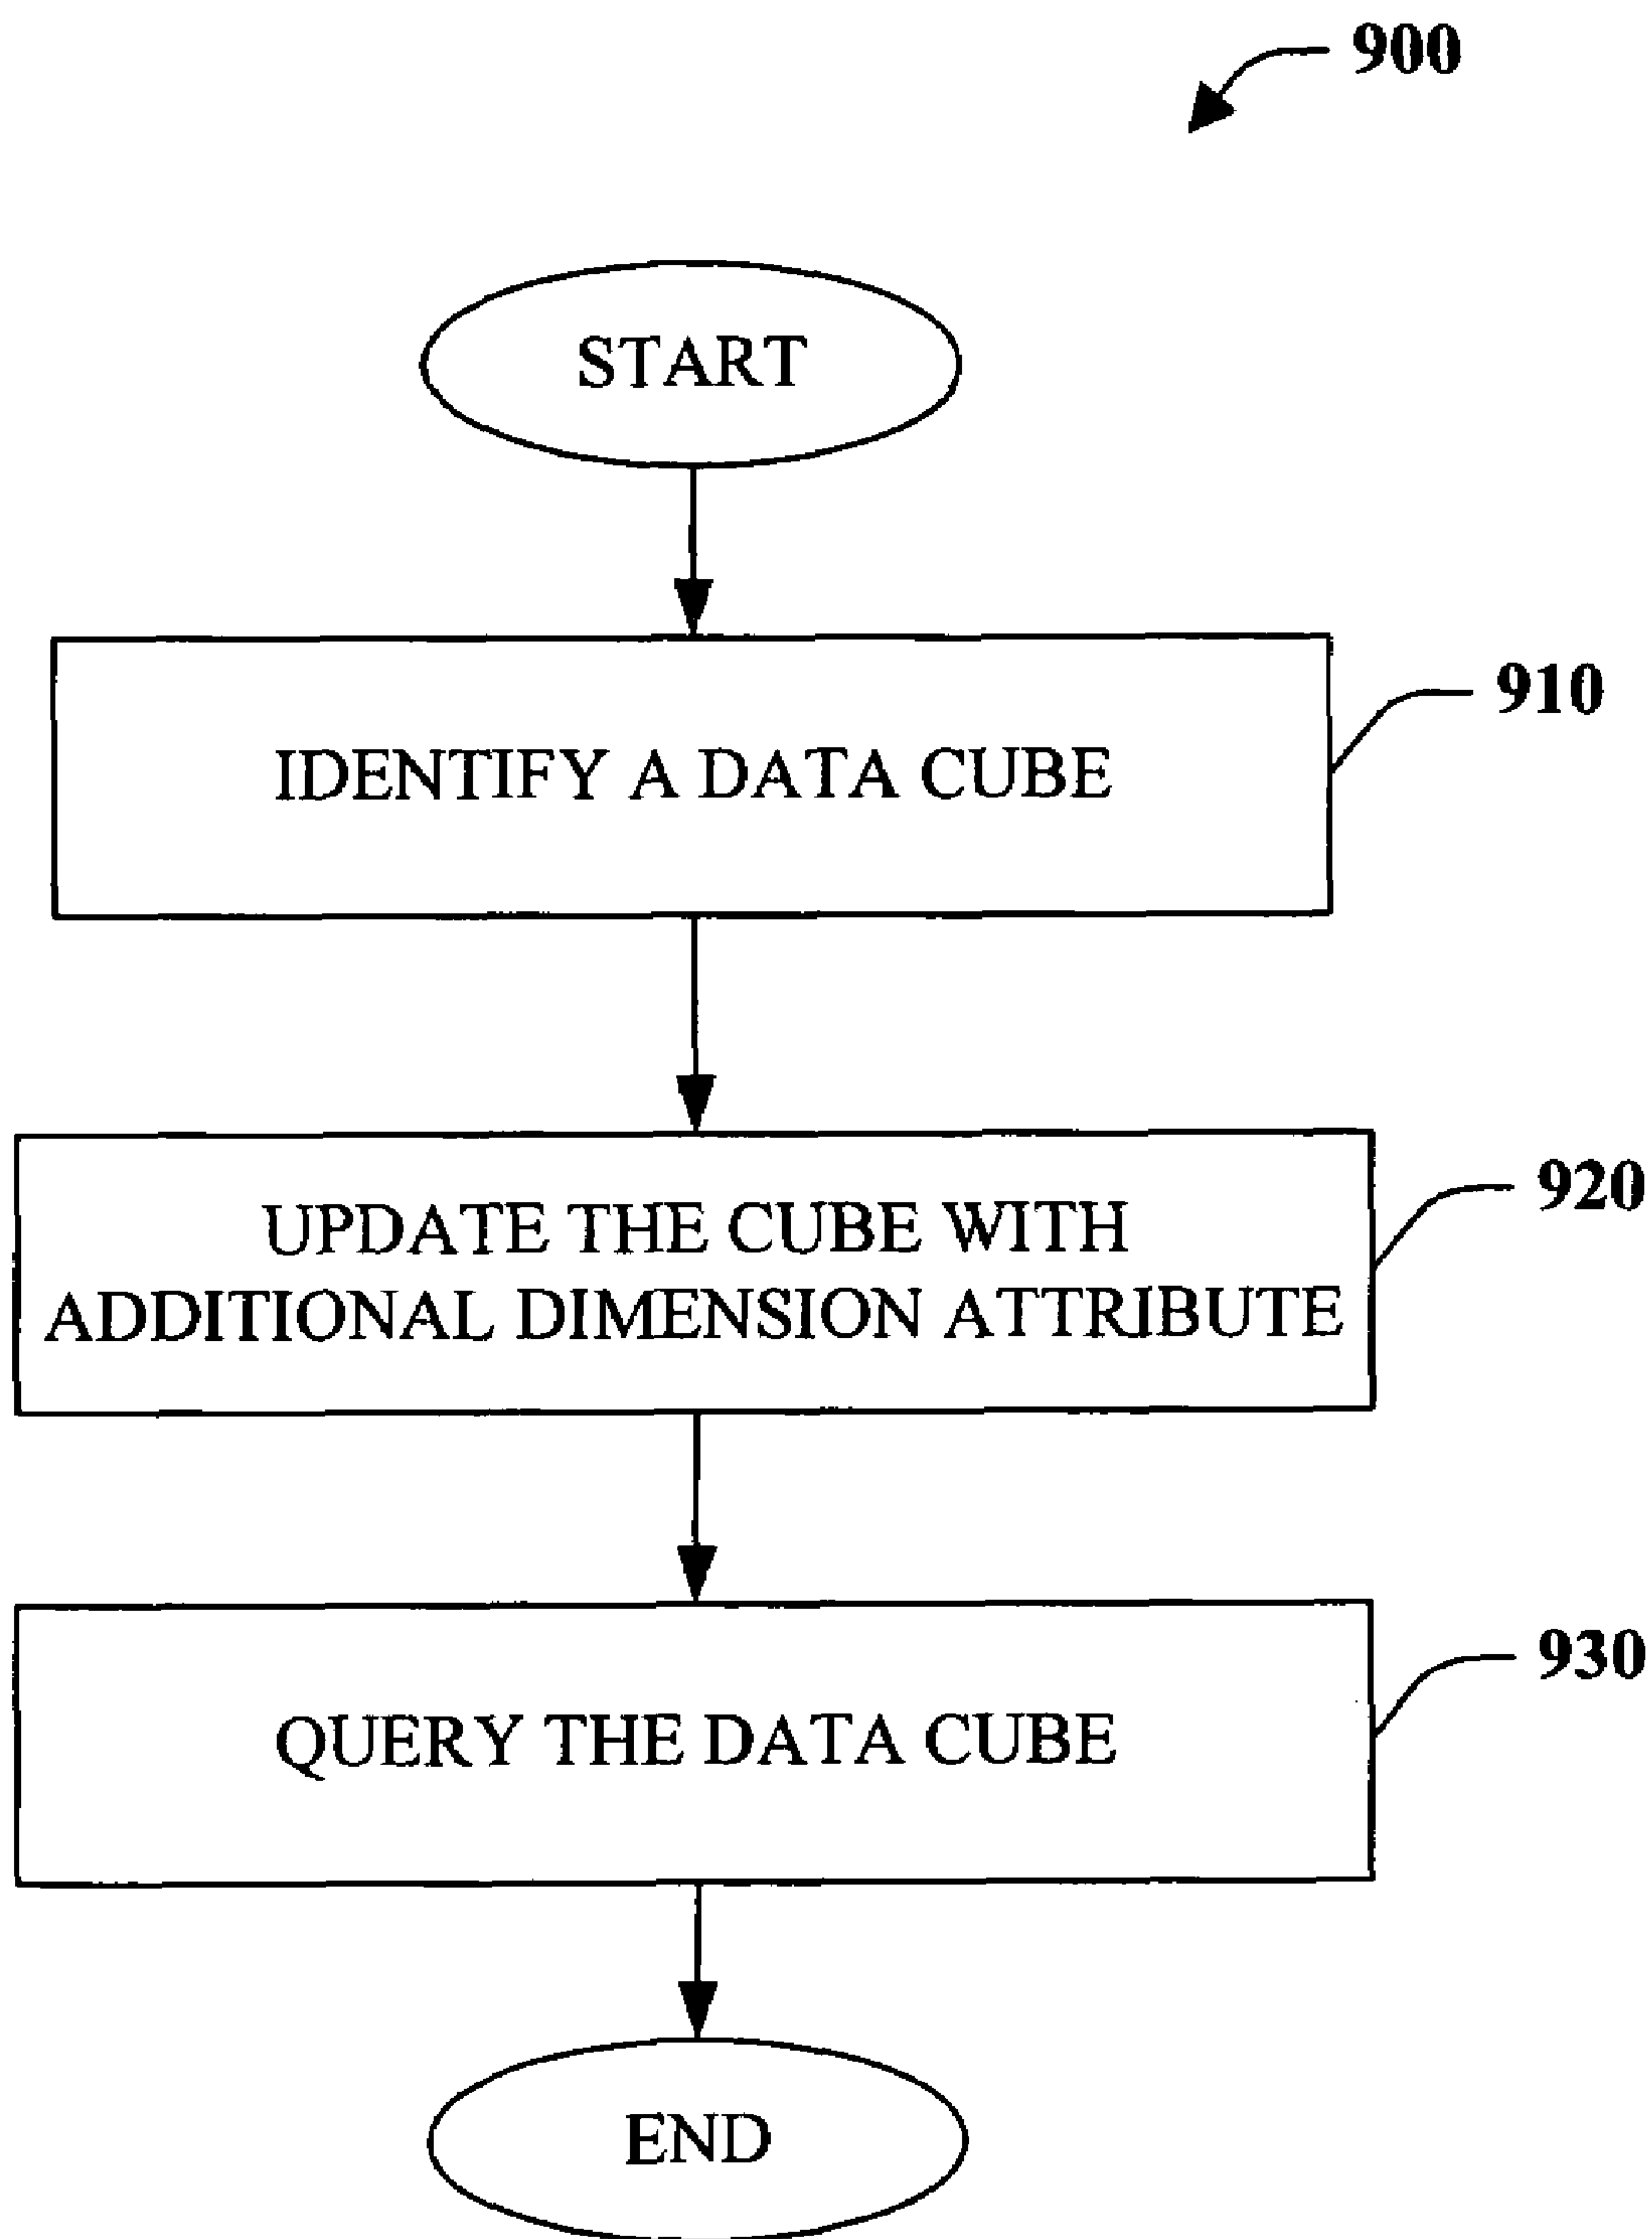 900
START
IDENTIFY A DATA CUBE
910
UPDATE THE CUBE WITH
ADDITIONAL DIMENSION ATTRIBUTE
920
QUERY THE DATA CUBE
930
END